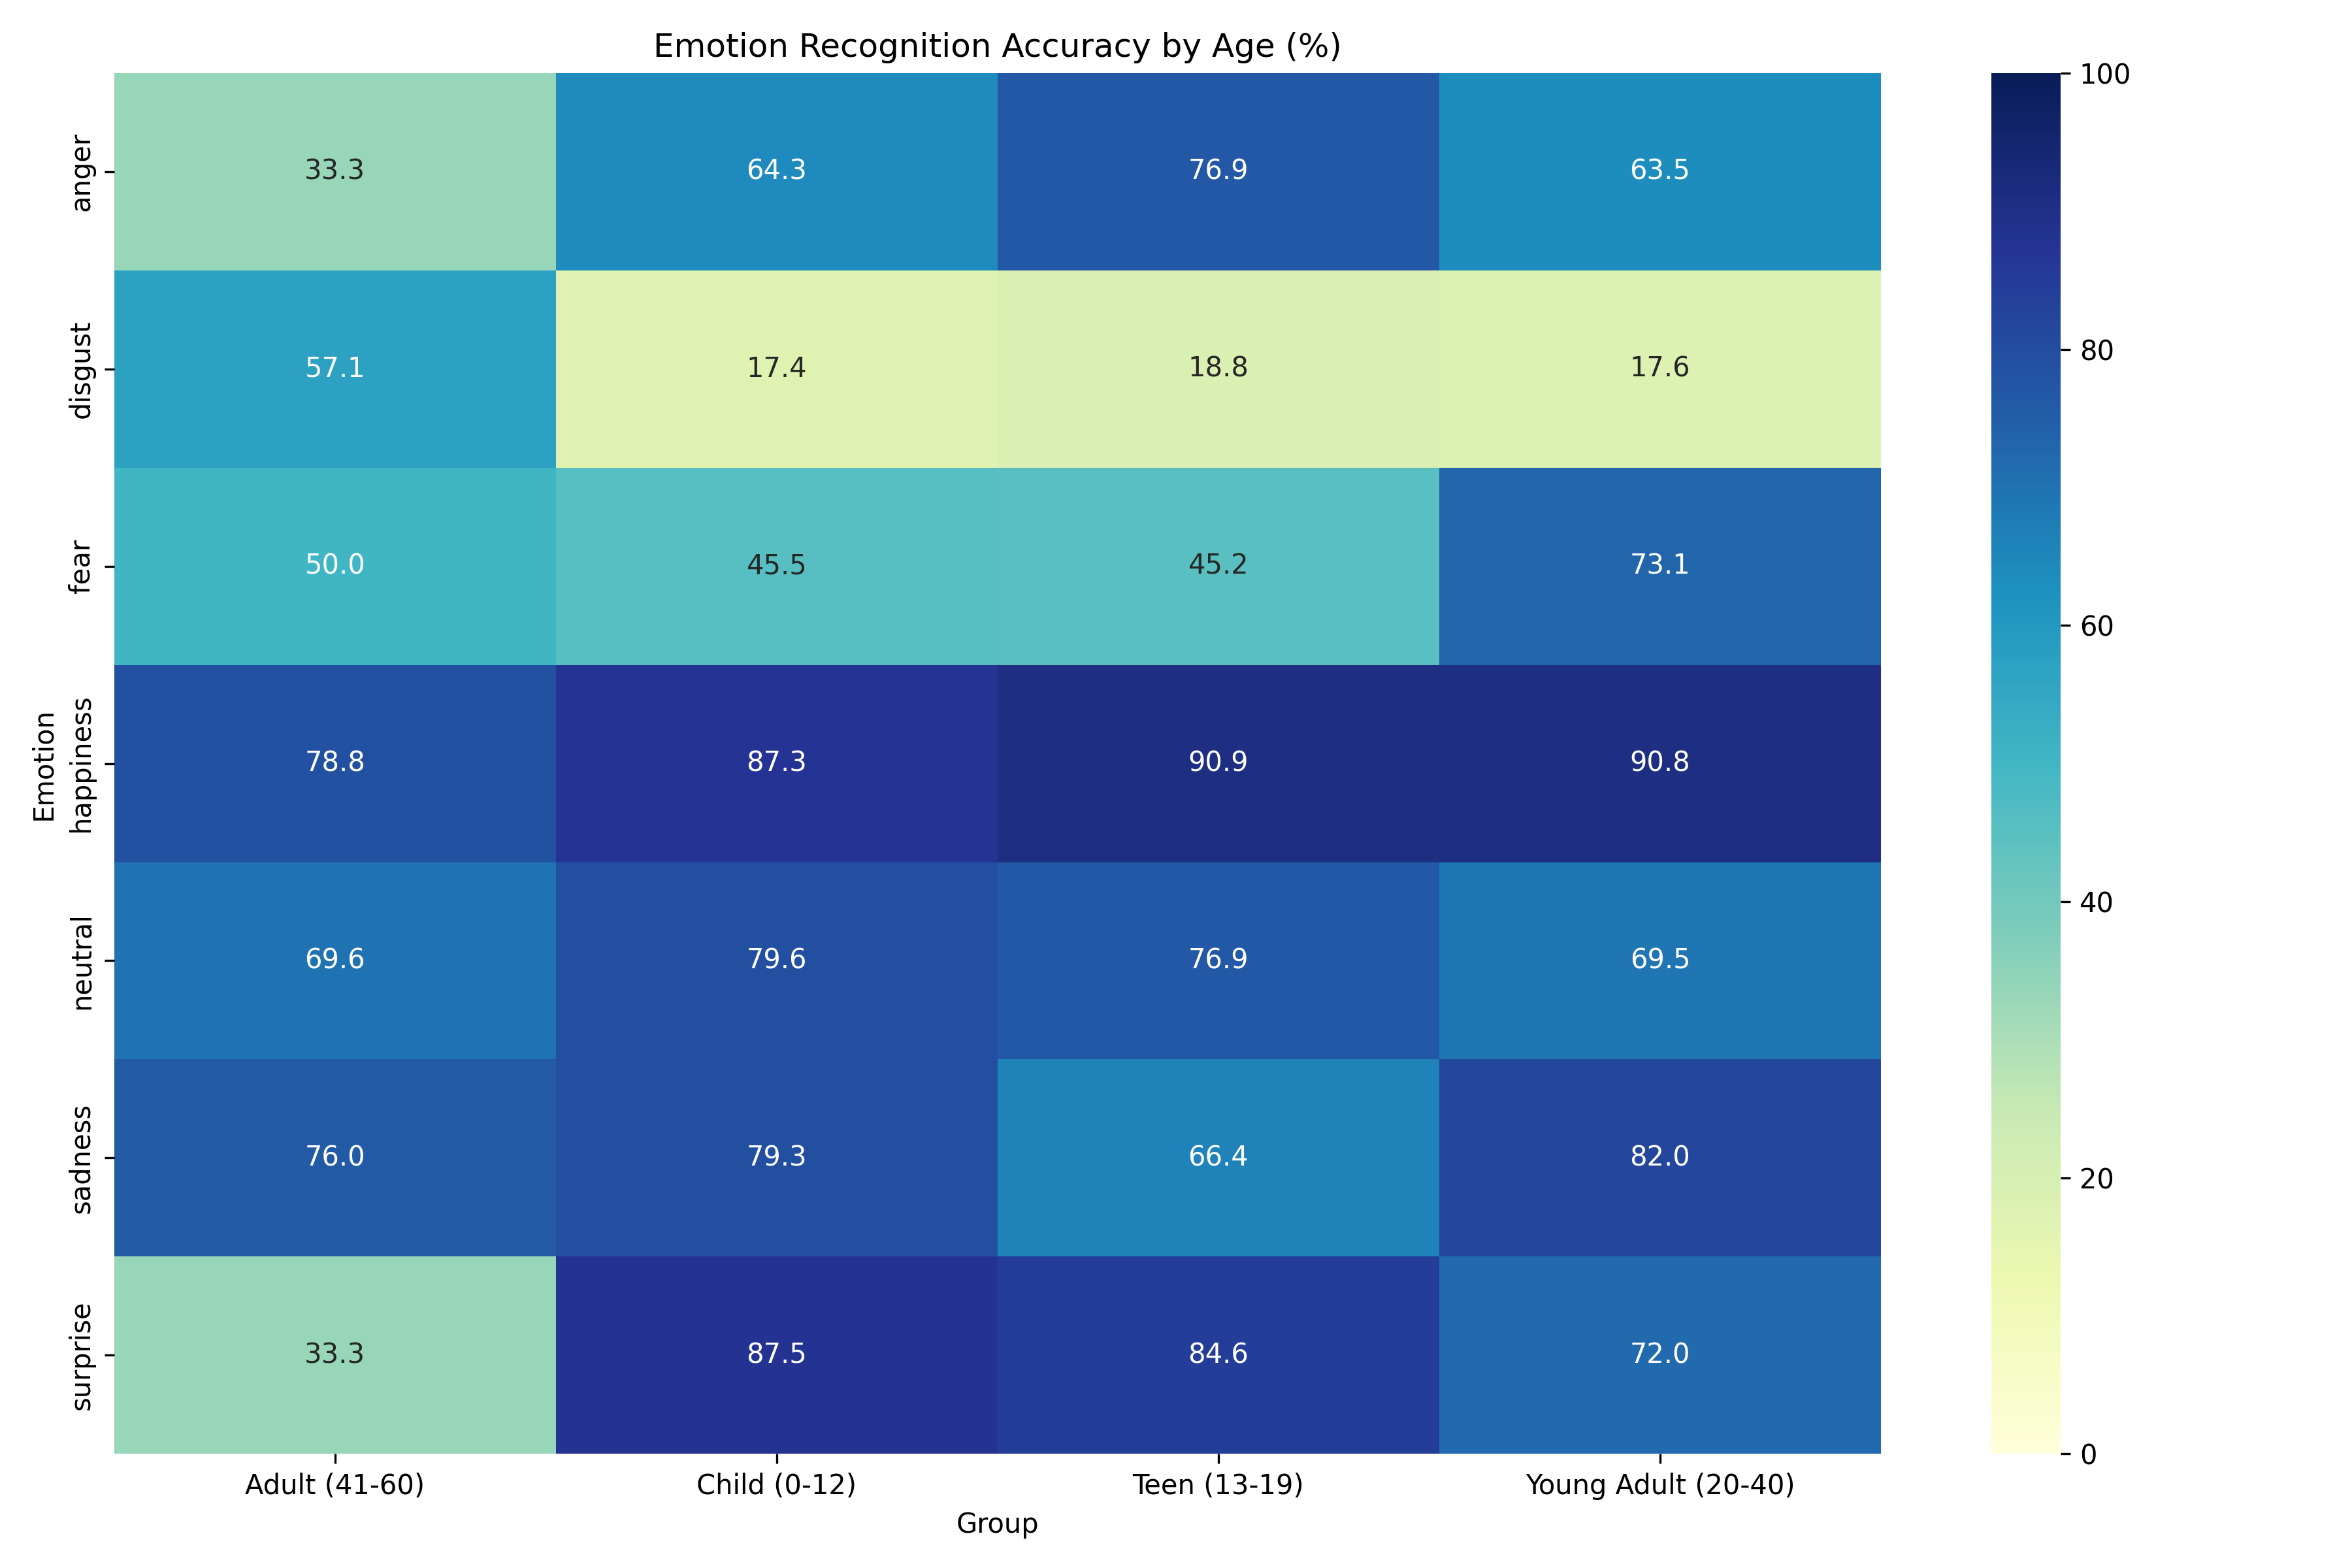 Emotion Recognition Accuracy by Age (%)
Emotion
anger
33.3 64.3 76.9 63.5
disgust
57.1 17.4 18.8 17.6
fear
50.0 45.5 45.2 73.1
happiness
78.8 87.3 90.9 90.8
neutral
69.6 79.6 76.9 69.5
sadness
76.0 79.3 66.4 82.0
surprise
33.3 87.5 84.6 72.0
Adult (41-60) Child (0-12) Teen (13-19) Young Adult (20-40)
Group
100
80
60
40
20
0